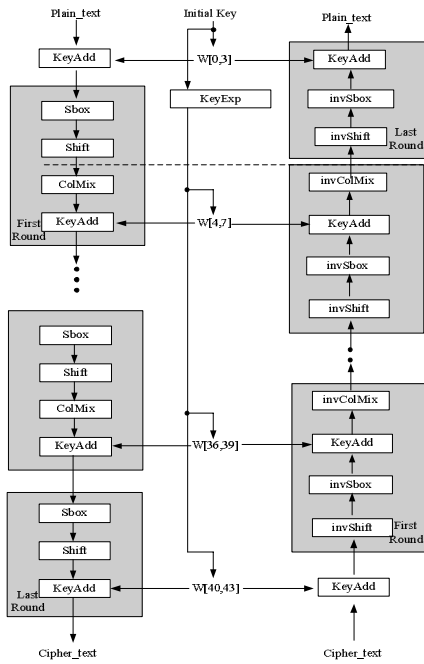 Plain_text
Initial Key
Plain_text
KeyAdd
W[0,3]
KeyAdd
KeyExp
Sbox
invSbox
Shift
invShift
Last
Round
ColMix
invColMix
First
Round
KeyAdd
W[4,7]
KeyAdd
invSbox
invShift
Sbox
Shift
ColMix
invColMix
KeyAdd
W[36,39]
KeyAdd
invSbox
Sbox
invShift
First
Round
Shift
Last
Round
KeyAdd
W[40,43]
KeyAdd
Cipher_text
Cipher_text